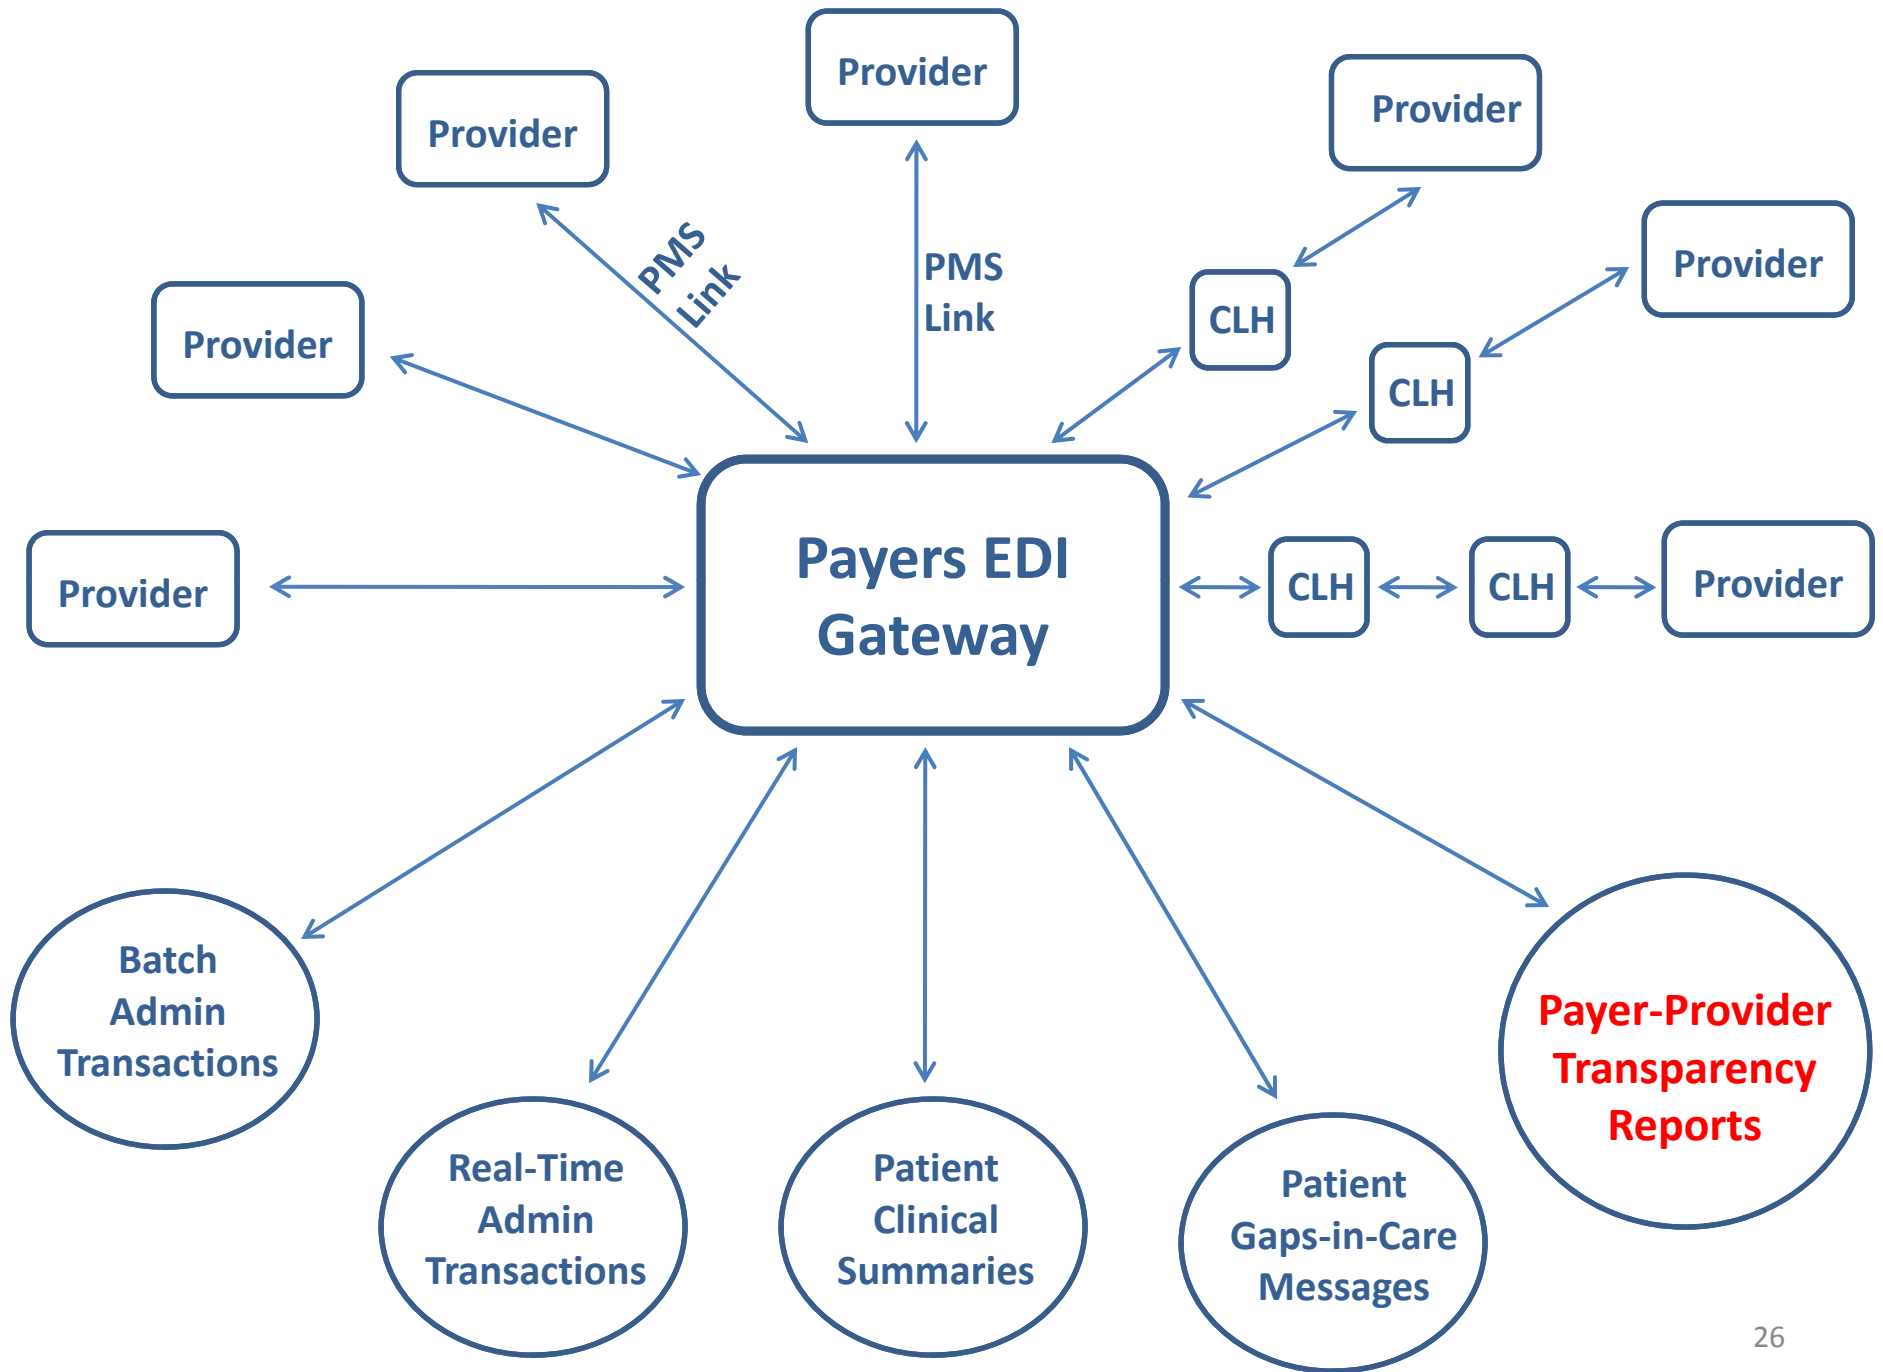 Provider
Provider
Provider
Provider
PMS
Link
PMS
Link
CLH
Provider
Provider
CLH
Payers EDI
Gateway
Provider
CLH
CLH
Provider
Batch
Admin
Transactions
Real-Time
Admin
Transactions
Patient
Clinical
Summaries
Patient
Gaps-in-Care
Messages
Payer-Provider
Transparency
Reports
26